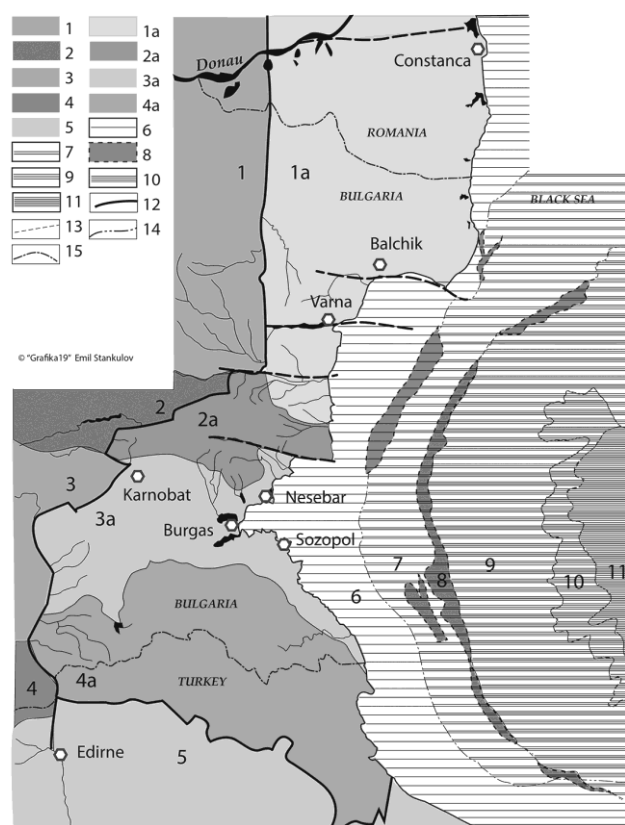 1 1a
2 2a
3 3a
4 4a
5 6
7 8
9 10
11 12
13 14
15
© "Grafika19" Emil Stankulov
Donau
Constanca
ROMANIA
1 1a
BULGARIA
BLACK SEA
Balchik
Varna
2
2a
3
Karnobat
Nesebar
3a
Burgas
Sozopol
7
8
9
10
11
6
BULGARIA
4
4a
TURKEY
Edirne
5